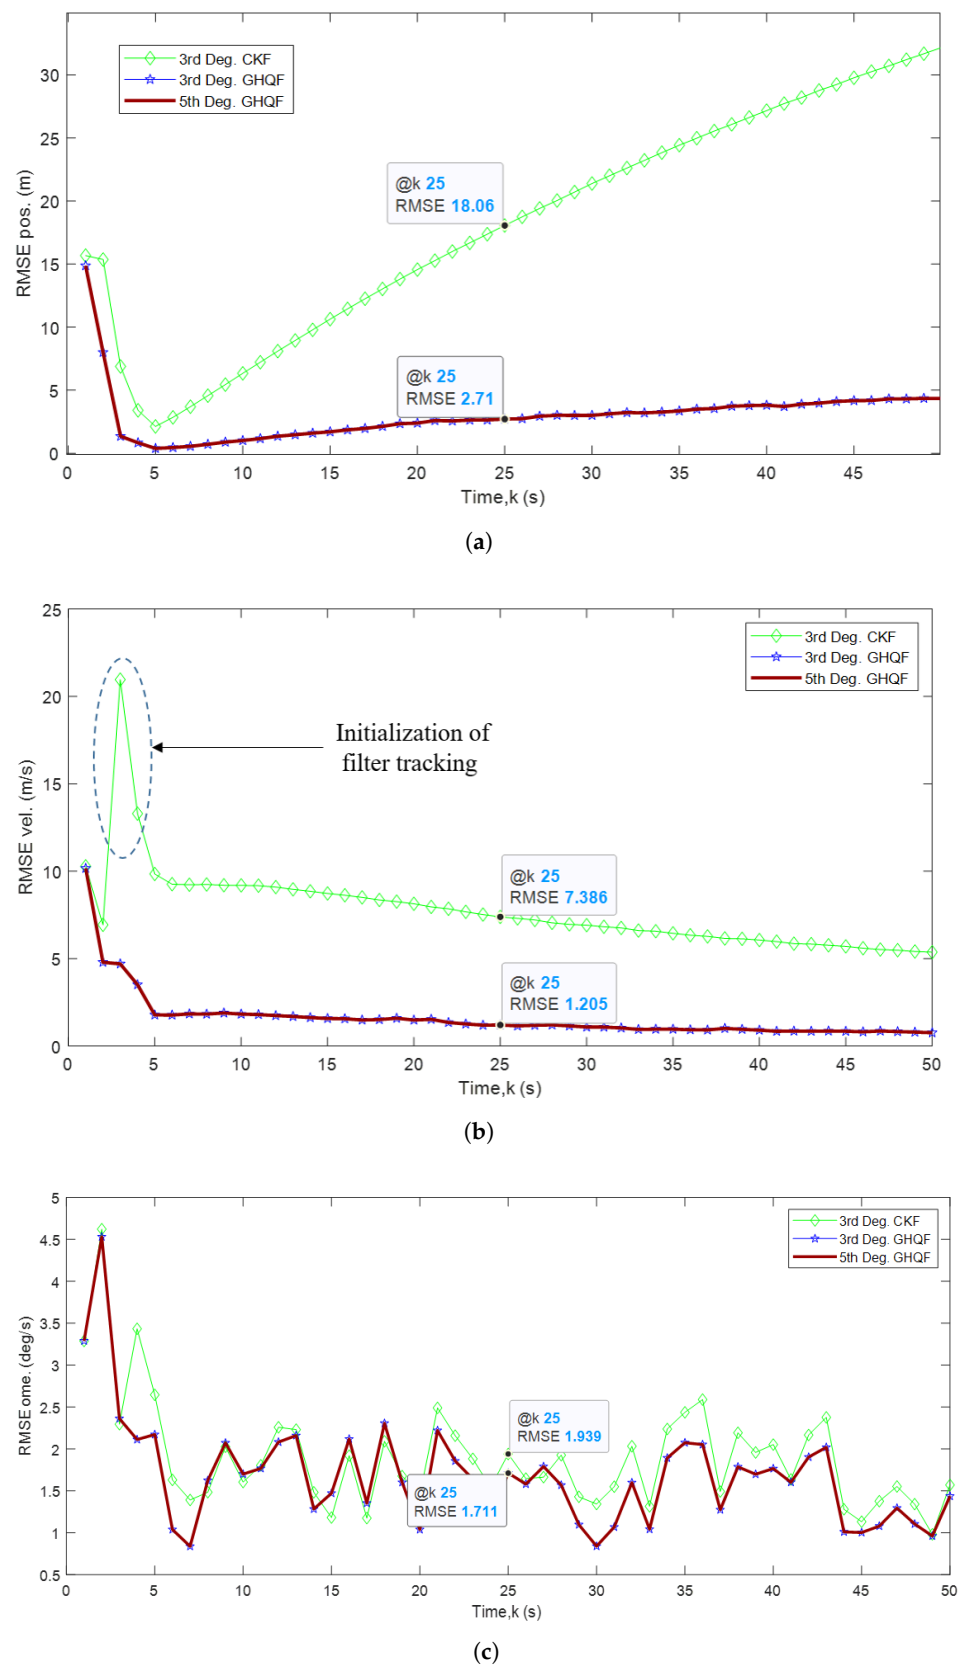 3rd Deg. CKF
3rd Deg. GHQF
5th Deg. GHQF
RMSE pos. (m)
30
25
20
15
10
5
0
@k 25
RMSE 18.06
@k 25
RMSE 2.71
0 5 10 15 20 25 30 35 40 45
Time,k (s)
(a)
3rd Deg. CKF
3rd Deg. GHQF
5th Deg. GHQF
RMSE vel. (m/s)
25
20
15
10
5
0
Initialization of
filter tracking
@k 25
RMSE 7.386
@k 25
RMSE 1.205
0 5 10 15 20 25 30 35 40 45 50
Time,k (s)
(b)
3rd Deg. CKF
3rd Deg. GHQF
5th Deg. GHQF
RMSE ome. (deg/s)
5
4.5
4
3.5
3
2.5
2
1.5
1
0.5
@k 25
RMSE 1.939
@k 25
RMSE 1.711
0 5 10 15 20 25 30 35 40 45 50
Time,k (s)
(c)